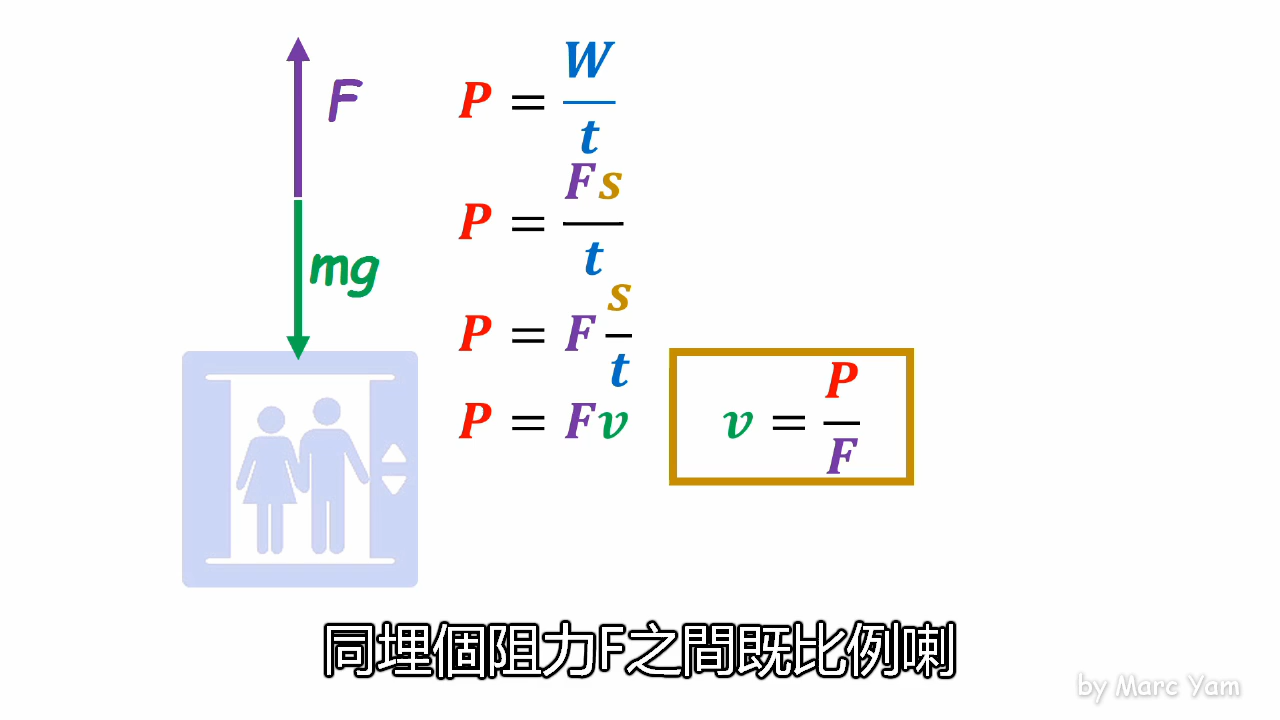 F
mg
P = W/t
P = Fs/t
P = F s/t
P = Fv
v = P/F
同埋個阻力F之間既比例喇
by Marc Yam